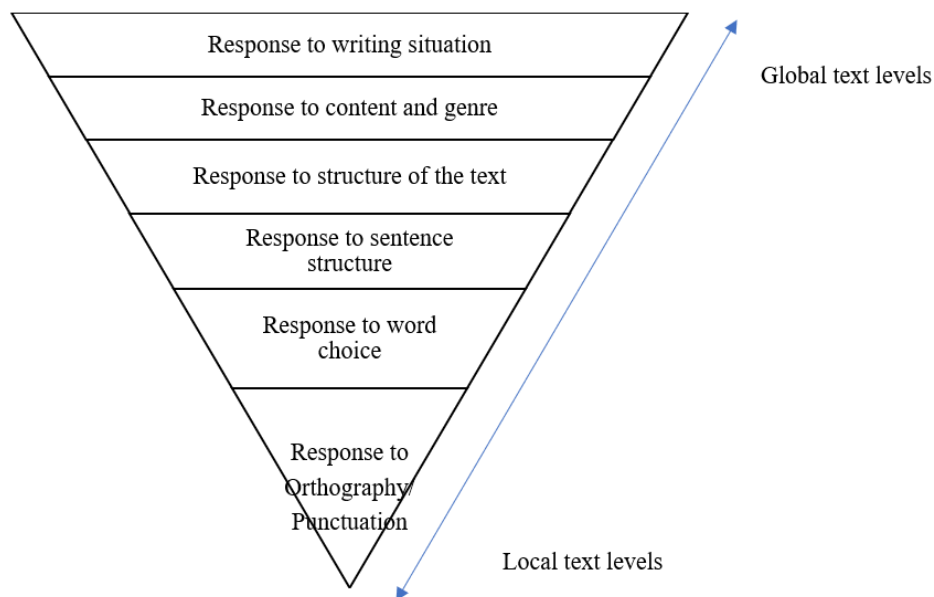 Response to writing situation
Global text levels
Response to content and genre
Response to structure of the text
Response to sentence
structure
Response to word
choice
Response to
Orthography/
Punctuation
Local text levels